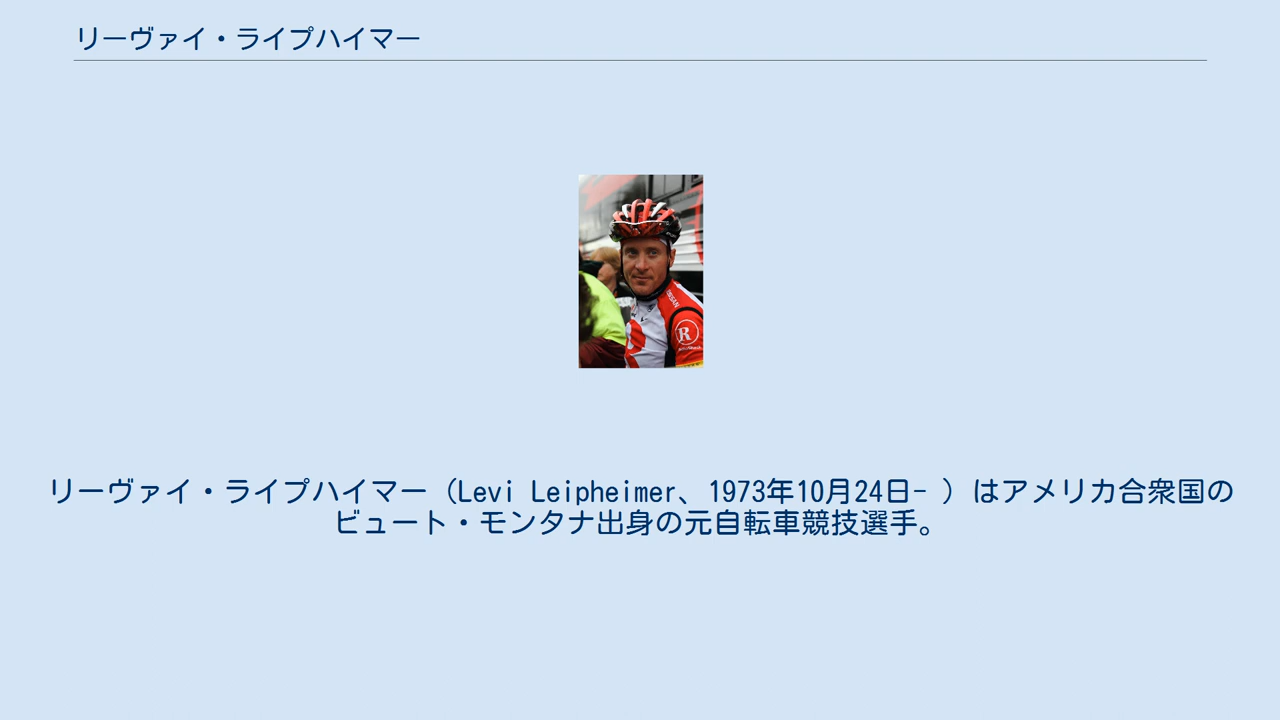 リーヴァイ・ライプハイマー
リーヴァイ・ライプハイマー（Levi Leipheimer、1973年10月24日- ）はアメリカ合衆国の
ビュート・モンタナ出身の元自転車競技選手。